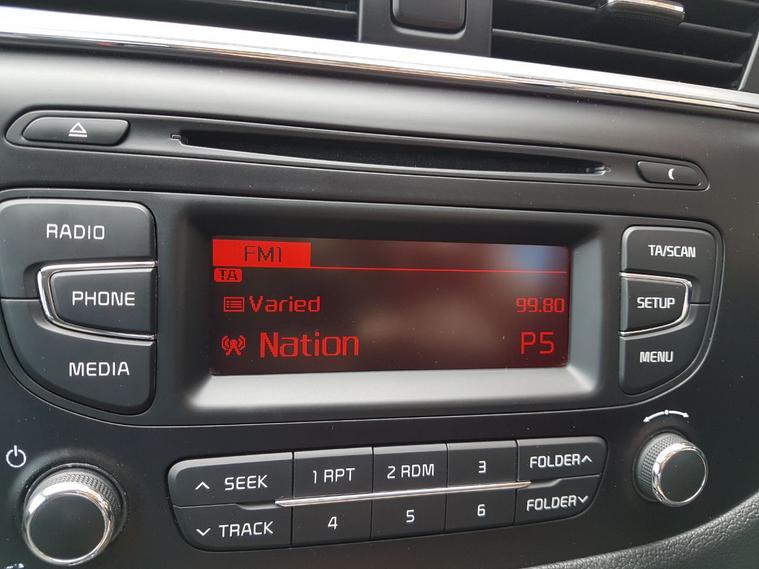 RADIO
PHONE
MEDIA
FM1
TA
Varied 99.80
Nation P5
TA/SCAN
SETUP
MENU
SEEK 1 RPT 2 RDM 3 FOLDER
TRACK 4 5 6 FOLDER